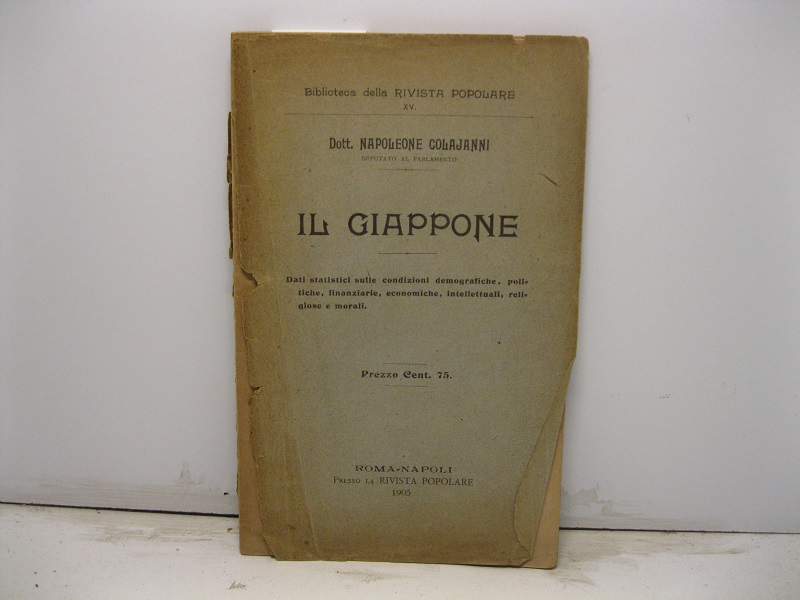 Biblioteca della RIVISTA POPOLARE
XV.
Dott. NAPOLEONE COLAJANNI
DEPUTATO AL PARLAMENTO
IL GIAPPONE
Dati statistici sulle condizioni demografiche, poli-
tiche, finanziarie, economiche, intellettuali, reli-
giose e morali.
Prezzo Cent. 75.
ROMA-NAPOLI
PRESSO LA RIVISTA POPOLARE
1905